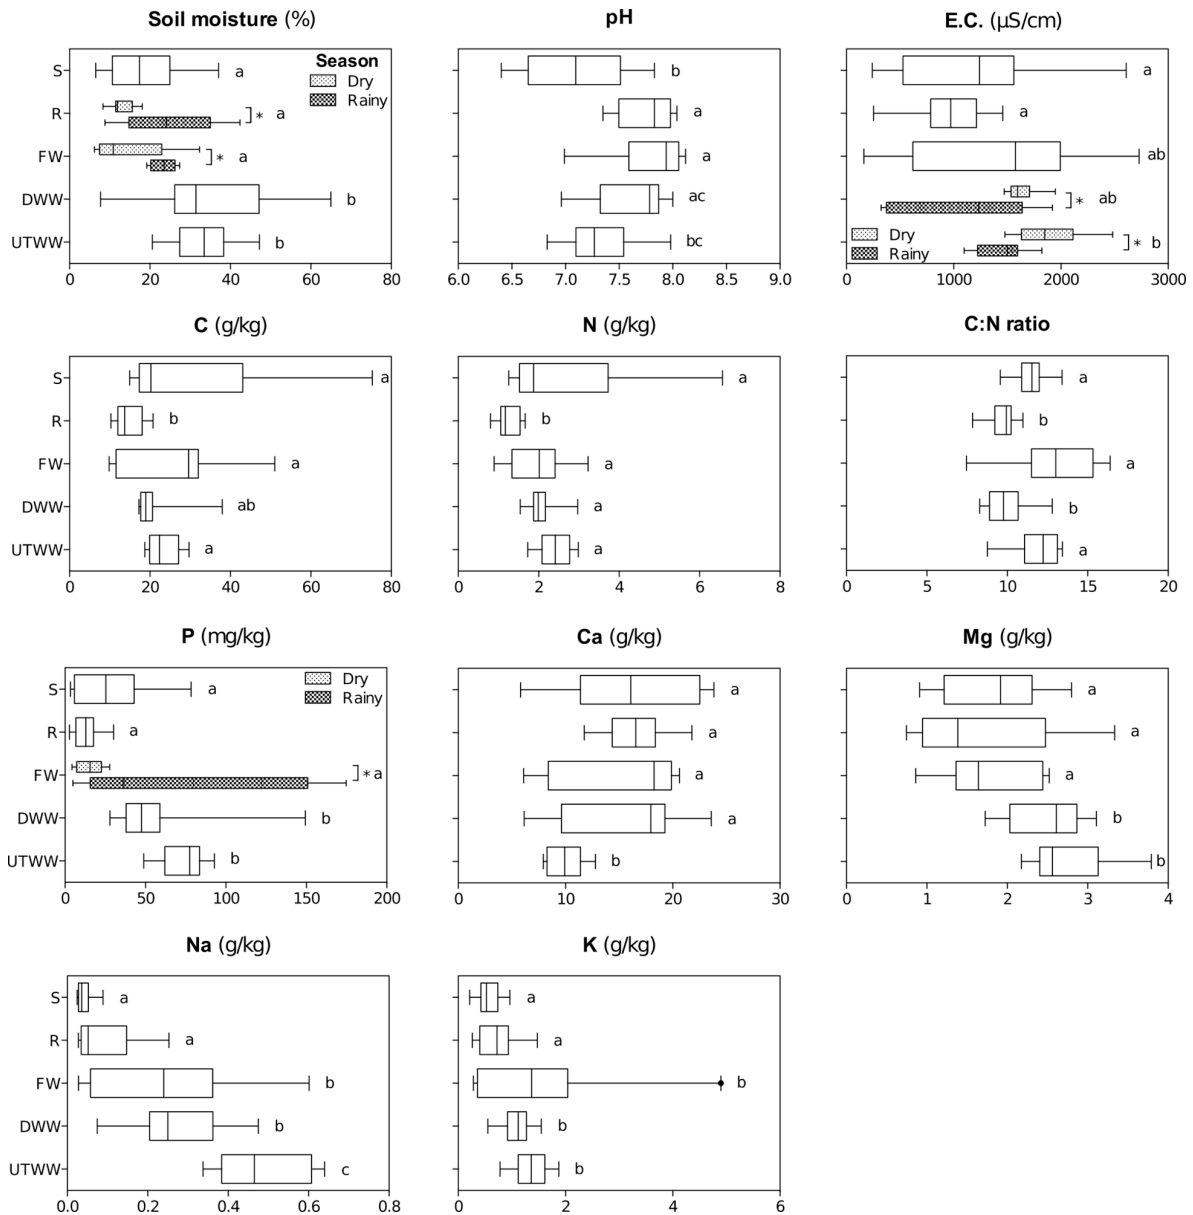 Soil moisture (%)
pH
E.C. (µS/cm)
S
a
Season
Dry
Rainy
R
* a
FW
* a
DWW
b
UTWW
b
0 20 40 60 80
b
a
a
ac
bc
6.0 6.5 7.0 7.5 8.0 8.5 9.0
a
a
ab
* ab
Dry
* b
Rainy
0 1000 2000 3000
C (g/kg)
N (g/kg)
C:N ratio
S
a
R
b
FW
a
DWW
ab
UTWW
a
0 20 40 60 80
a
b
a
a
a
0 2 4 6 8
a
b
a
b
a
0 5 10 15 20
P (mg/kg)
Ca (g/kg)
Mg (g/kg)
Dry
S
a
Rainy
R
a
FW
* a
DWW
b
UTWW
b
0 50 100 150 200
a
a
a
a
b
0 10 20 30
a
a
a
b
b
0 1 2 3 4
Na (g/kg)
K (g/kg)
S
a
R
a
FW
b
DWW
b
UTWW
c
0.0 0.2 0.4 0.6 0.8
a
a
b
b
b
0 2 4 6